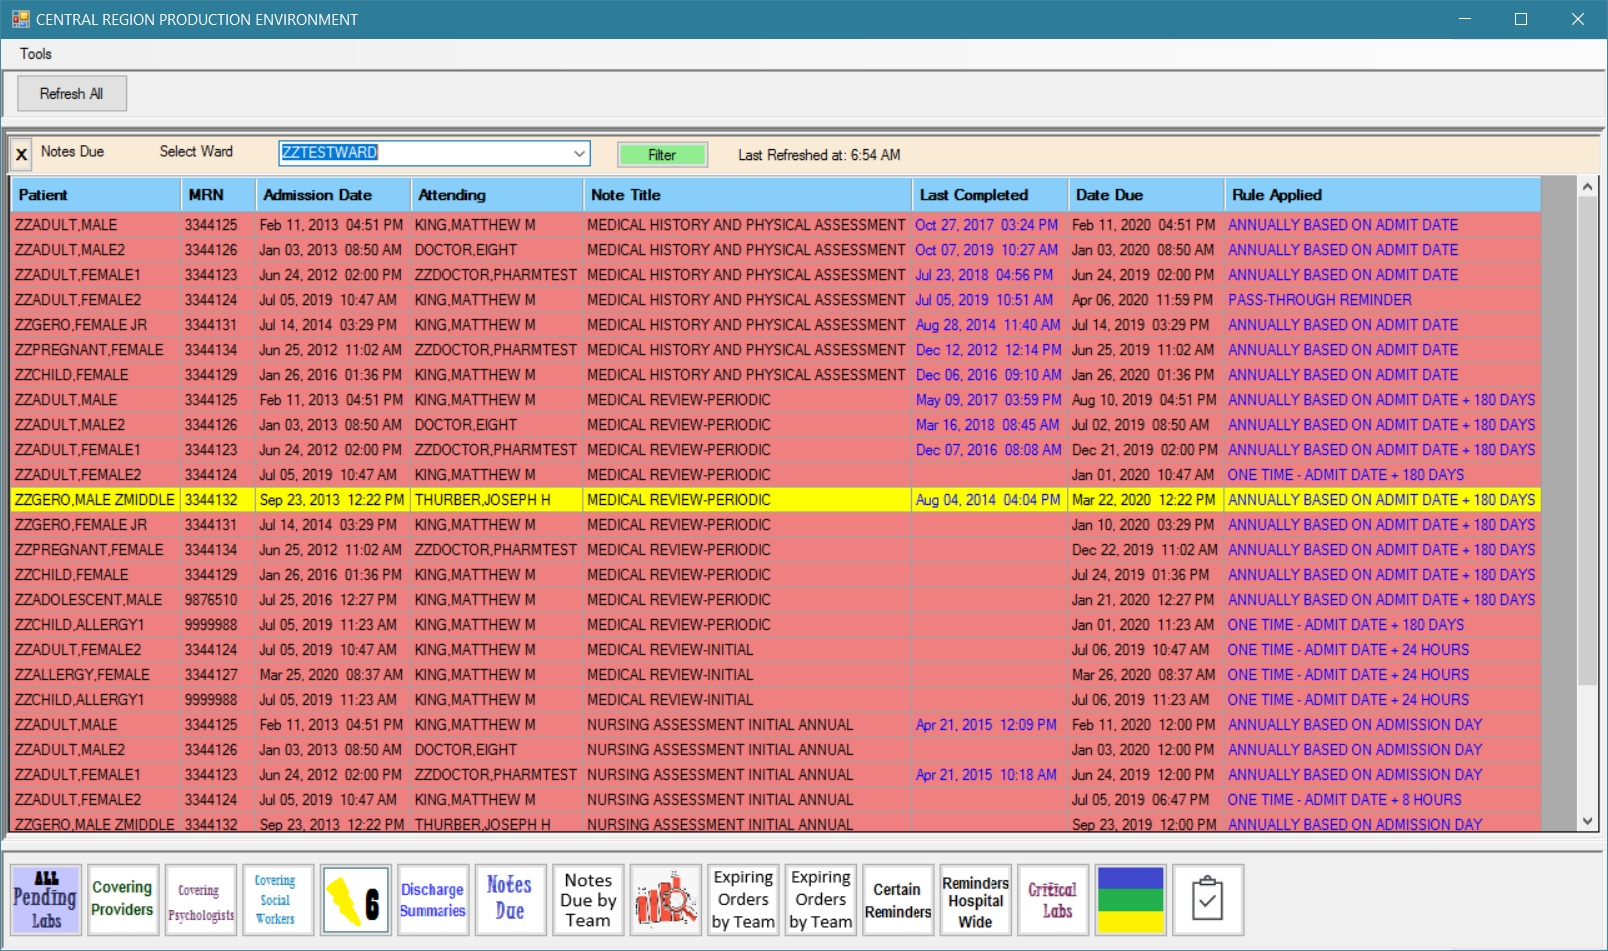 CENTRAL REGION PRODUCTION ENVIRONMENT
Tools
Refresh All
X Notes Due Select Ward ZZTESTWARD Filter Last Refreshed at: 6:54 AM
Patient MRN Admission Date Attending Note Title Last Completed Date Due Rule Applied
ZZADULT,MALE 3344125 Feb 11, 2013 04:51 PM KING,MATTHEW M MEDICAL HISTORY AND PHYSICAL ASSESSMENT Oct 27, 2017 03:24 PM Feb 11, 2020 04:51 PM ANNUALLY BASED ON ADMIT DATE
ZZADULT,MALE2 3344126 Jan 03, 2013 08:50 AM DOCTOR,EIGHT MEDICAL HISTORY AND PHYSICAL ASSESSMENT Oct 07, 2019 10:27 AM Jan 03, 2020 08:50 AM ANNUALLY BASED ON ADMIT DATE
ZZADULT,FEMALE1 3344123 Jun 24, 2012 02:00 PM ZZDOCTOR,PHARMTEST MEDICAL HISTORY AND PHYSICAL ASSESSMENT Jul 23, 2018 04:56 PM Jun 24, 2019 02:00 PM ANNUALLY BASED ON ADMIT DATE
ZZADULT,FEMALE2 3344124 Jul 05, 2019 10:47 AM KING,MATTHEW M MEDICAL HISTORY AND PHYSICAL ASSESSMENT Jul 05, 2019 10:51 AM Apr 06, 2020 11:59 PM PASS-THROUGH REMINDER
ZZGERO,FEMALE JR 3344131 Jul 14, 2014 03:29 PM KING,MATTHEW M MEDICAL HISTORY AND PHYSICAL ASSESSMENT Aug 28, 2014 11:40 AM Jul 14, 2019 03:29 PM ANNUALLY BASED ON ADMIT DATE
ZZPREGNANT,FEMALE 3344134 Jun 25, 2012 11:02 AM ZZDOCTOR,PHARMTEST MEDICAL HISTORY AND PHYSICAL ASSESSMENT Dec 12, 2012 12:14 PM Jun 25, 2019 11:02 AM ANNUALLY BASED ON ADMIT DATE
ZZCHILD,FEMALE 3344129 Jan 26, 2016 01:36 PM KING,MATTHEW M MEDICAL HISTORY AND PHYSICAL ASSESSMENT Dec 06, 2016 09:10 AM Jan 26, 2020 01:36 PM ANNUALLY BASED ON ADMIT DATE
ZZADULT,MALE 3344125 Feb 11, 2013 04:51 PM KING,MATTHEW M MEDICAL REVIEW-PERIODIC May 09, 2017 03:59 PM Aug 10, 2019 04:51 PM ANNUALLY BASED ON ADMIT DATE + 180 DAYS
ZZADULT,MALE2 3344126 Jan 03, 2013 08:50 AM DOCTOR,EIGHT MEDICAL REVIEW-PERIODIC Mar 16, 2018 08:45 AM Jul 02, 2019 08:50 AM ANNUALLY BASED ON ADMIT DATE + 180 DAYS
ZZADULT,FEMALE1 3344123 Jun 24, 2012 02:00 PM ZZDOCTOR,PHARMTEST MEDICAL REVIEW-PERIODIC Dec 07, 2016 08:08 AM Dec 21, 2019 02:00 PM ANNUALLY BASED ON ADMIT DATE + 180 DAYS
ZZADULT,FEMALE2 3344124 Jul 05, 2019 10:47 AM KING,MATTHEW M MEDICAL REVIEW-PERIODIC Jan 01, 2020 10:47 AM ONE TIME - ADMIT DATE + 180 DAYS
ZZGERO,MALE ZMIDDLE 3344132 Sep 23, 2013 12:22 PM THURBER,JOSEPH H MEDICAL REVIEW-PERIODIC Aug 04, 2014 04:04 PM Mar 22, 2020 12:22 PM ANNUALLY BASED ON ADMIT DATE + 180 DAYS
ZZGERO,FEMALE JR 3344131 Jul 14, 2014 03:29 PM KING,MATTHEW M MEDICAL REVIEW-PERIODIC Jan 10, 2020 03:29 PM ANNUALLY BASED ON ADMIT DATE + 180 DAYS
ZZPREGNANT,FEMALE 3344134 Jun 25, 2012 11:02 AM ZZDOCTOR,PHARMTEST MEDICAL REVIEW-PERIODIC Dec 22, 2019 11:02 AM ANNUALLY BASED ON ADMIT DATE + 180 DAYS
ZZCHILD,FEMALE 3344129 Jan 26, 2016 01:36 PM KING,MATTHEW M MEDICAL REVIEW-PERIODIC Jul 24, 2019 01:36 PM ANNUALLY BASED ON ADMIT DATE + 180 DAYS
ZZADOLESCENT,MALE 9876510 Jul 25, 2016 12:27 PM KING,MATTHEW M MEDICAL REVIEW-PERIODIC Jan 21, 2020 12:27 PM ANNUALLY BASED ON ADMIT DATE + 180 DAYS
ZZCHILD,ALLERGY1 9999988 Jul 05, 2019 11:23 AM KING,MATTHEW M MEDICAL REVIEW-PERIODIC Jan 01, 2020 11:23 AM ONE TIME - ADMIT DATE + 180 DAYS
ZZADULT,FEMALE2 3344124 Jul 05, 2019 10:47 AM KING,MATTHEW M MEDICAL REVIEW-INITIAL Jul 06, 2019 10:47 AM ONE TIME - ADMIT DATE + 24 HOURS
ZZALLERGY,FEMALE 3344127 Mar 25, 2020 08:37 AM KING,MATTHEW M MEDICAL REVIEW-INITIAL Mar 26, 2020 08:37 AM ONE TIME - ADMIT DATE + 24 HOURS
ZZCHILD,ALLERGY1 9999988 Jul 05, 2019 11:23 AM KING,MATTHEW M MEDICAL REVIEW-INITIAL Jul 06, 2019 11:23 AM ONE TIME - ADMIT DATE + 24 HOURS
ZZADULT,MALE 3344125 Feb 11, 2013 04:51 PM KING,MATTHEW M NURSING ASSESSMENT INITIAL ANNUAL Apr 21, 2015 12:09 PM Feb 11, 2020 12:00 PM ANNUALLY BASED ON ADMISSION DAY
ZZADULT,MALE2 3344126 Jan 03, 2013 08:50 AM DOCTOR,EIGHT NURSING ASSESSMENT INITIAL ANNUAL Jan 03, 2020 12:00 PM ANNUALLY BASED ON ADMISSION DAY
ZZADULT,FEMALE1 3344123 Jun 24, 2012 02:00 PM ZZDOCTOR,PHARMTEST NURSING ASSESSMENT INITIAL ANNUAL Apr 21, 2015 10:18 AM Jun 24, 2019 12:00 PM ANNUALLY BASED ON ADMISSION DAY
ZZADULT,FEMALE2 3344124 Jul 05, 2019 10:47 AM KING,MATTHEW M NURSING ASSESSMENT INITIAL ANNUAL Jul 05, 2019 06:47 PM ONE TIME - ADMIT DATE + 8 HOURS
ZZGERO,MALE ZMIDDLE 3344132 Sep 23, 2013 12:22 PM THURBER,JOSEPH H NURSING ASSESSMENT INITIAL ANNUAL Sep 23, 2019 12:00 PM ANNUALLY BASED ON ADMISSION DAY
ALL
Pending
Labs
Covering
Providers
Covering
Psychologists
Covering
Social
Workers
6
Discharge
Summaries
Notes
Due
Notes
Due by
Team
Expiring
Orders
by Team
Expiring
Orders
by Team
Certain
Reminders
Reminders
Hospital
Wide
Critical
Labs